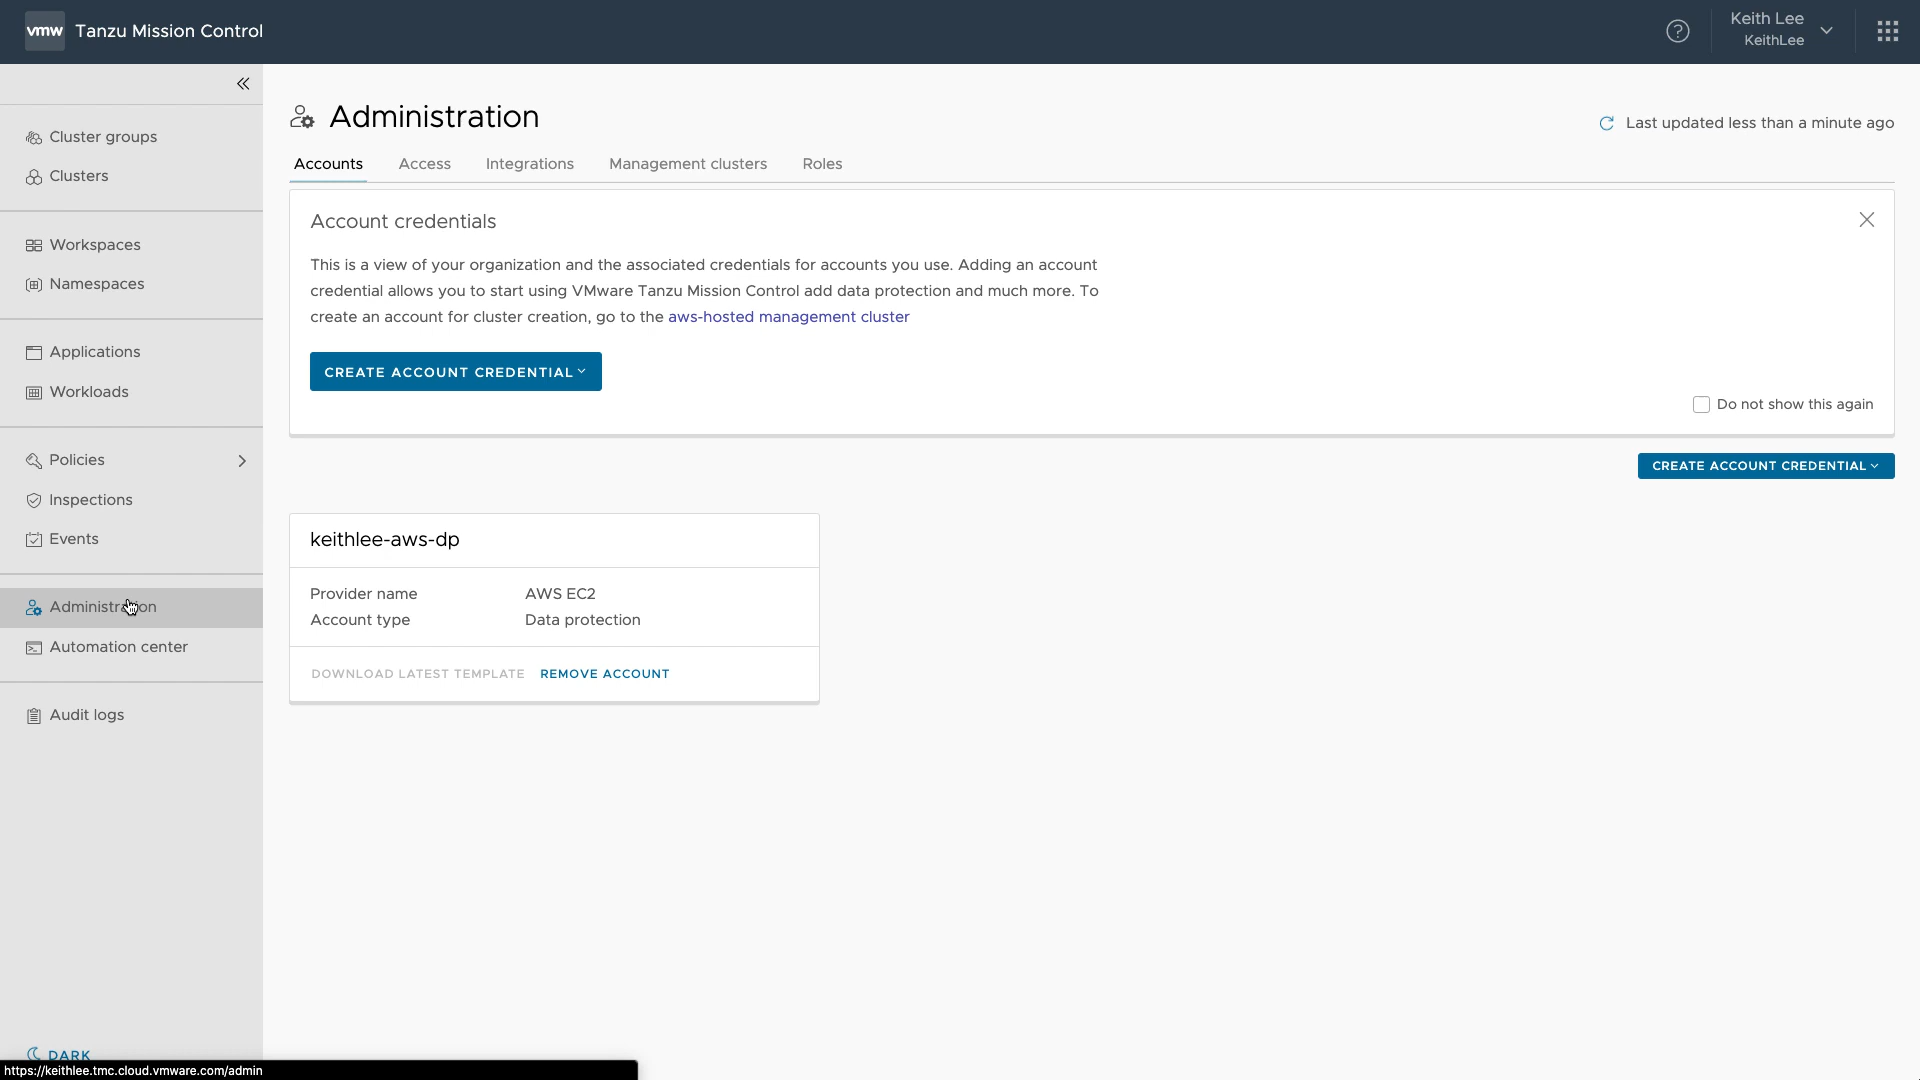 vmw Tanzu Mission Control
Keith Lee
KeithLee
Cluster groups
Clusters
Workspaces
Namespaces
Applications
Workloads
Policies
Inspections
Events
Administration
Automation center
Audit logs
DARK
https://keithlee.tmc.cloud.vmware.com/admin
Administration
Last updated less than a minute ago
Accounts Access Integrations Management clusters Roles
Account credentials
This is a view of your organization and the associated credentials for accounts you use. Adding an account
credential allows you to start using VMware Tanzu Mission Control add data protection and much more. To
create an account for cluster creation, go to the aws-hosted management cluster
CREATE ACCOUNT CREDENTIAL
Do not show this again
CREATE ACCOUNT CREDENTIAL
keithlee-aws-dp
Provider name AWS EC2
Account type Data protection
DOWNLOAD LATEST TEMPLATE REMOVE ACCOUNT